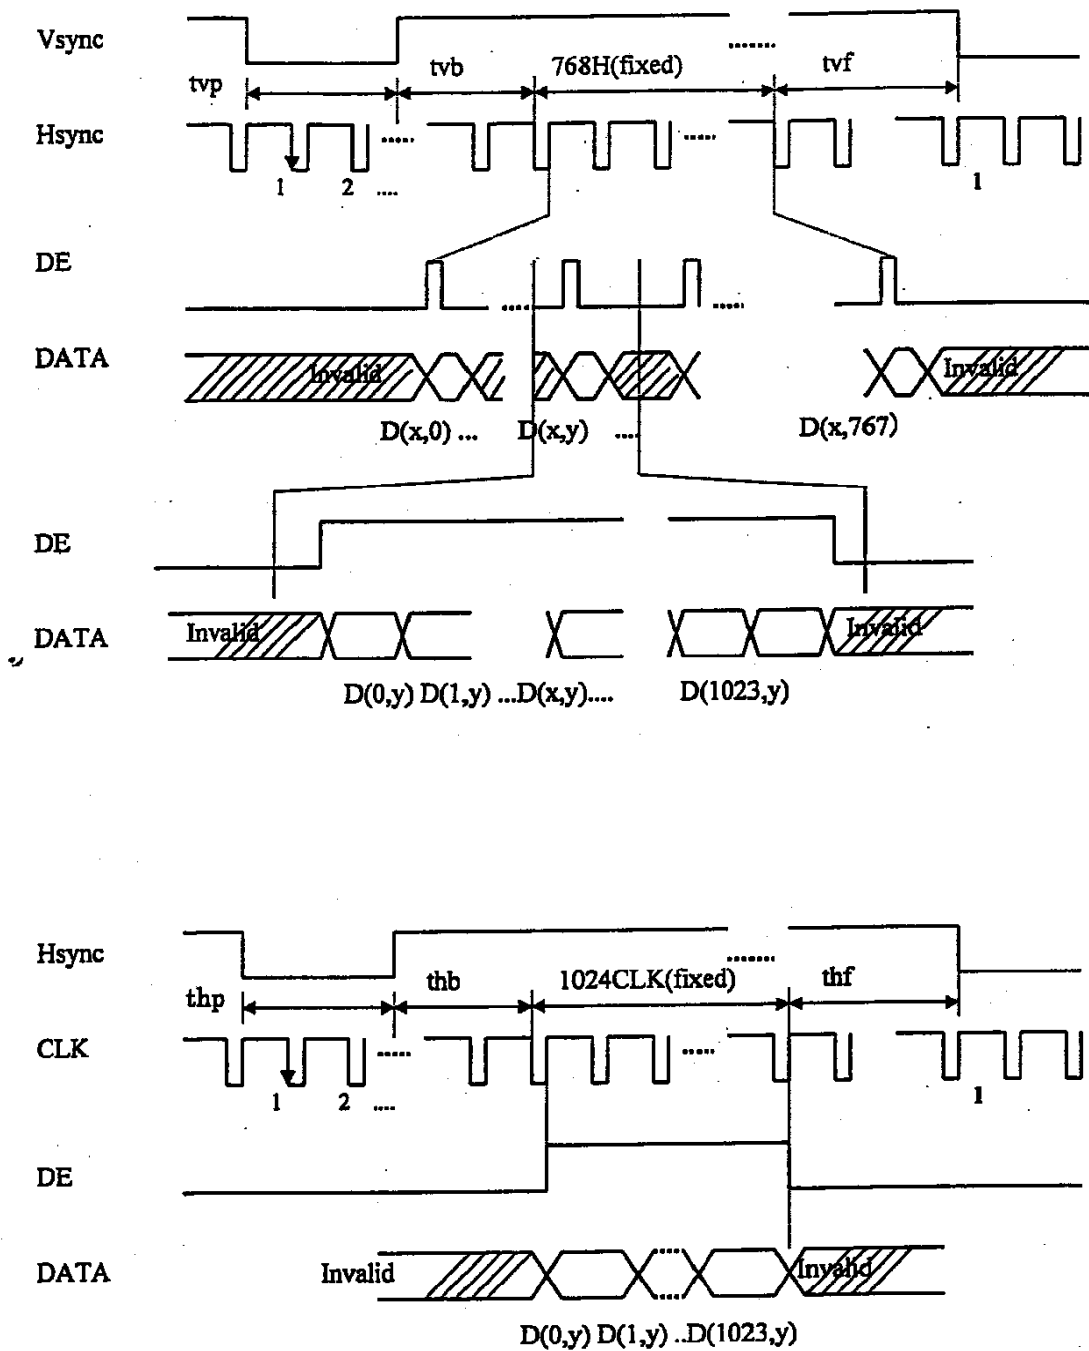 Vsync
tvp
tvb
768H(fixed)
tvf
Hsync
1
2
....
1
DE
DATA
Invalid
Invalid
D(x,0) ...
D(x,y)
....
D(x,767)
DE
DATA
Invalid
Invalid
D(0,y) D(1,y) ...D(x,y)....
D(1023,y)
Hsync
thp
thb
1024CLK(fixed)
thf
CLK
1
2
....
1
DE
DATA
Invalid
Invalid
D(0,y) D(1,y) ..D(1023,y)